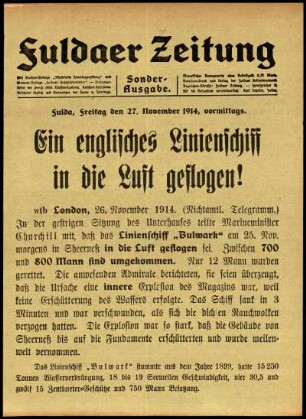 Fuldaer Zeitung
Sonder-
Ausgabe.
Fulda, Freitag den 27. November 1914, vormittags.
Ein englisches Linienschiff
in die Luft geflogen!
wtb London, 26. November 1914. (Nichtamtl. Telegramm.)
In der gestrigen Sitzung des Unterhauses teilte Marineminister
Churchill mit, daß das Linienschiff „Bulwark" am 25. Nov.
morgens in Sheerneß in die Luft geflogen sei. Zwischen 700
und 800 Mann sind umgekommen. Nur 12 Mann wurden
gerettet. Die anwesenden Admirale berichteten, sie seien überzeugt,
daß die Ursache eine innere Explosion des Magazins war, weil
keine Erschütterung des Wassers erfolgte. Das Schiff sank in 3
Minuten und war verschwunden, als sich die dichten Rauchwolken
verzogen hatten. Die Explosion war so stark, daß die Gebäude von
Sheerneß bis auf die Fundamente erschüttert und wurde meilen-
weit vernommen.
Das Linienschiff „Bulwark" stammte aus dem Jahre 1899, hatte 15 250
Tonnen Wasserverdrängung, 18 bis 19 Seemeilen Geschwindigkeit, vier 30,5 und
zwölf 15 Zentimeter-Geschütze und 750 Mann Besatzung.